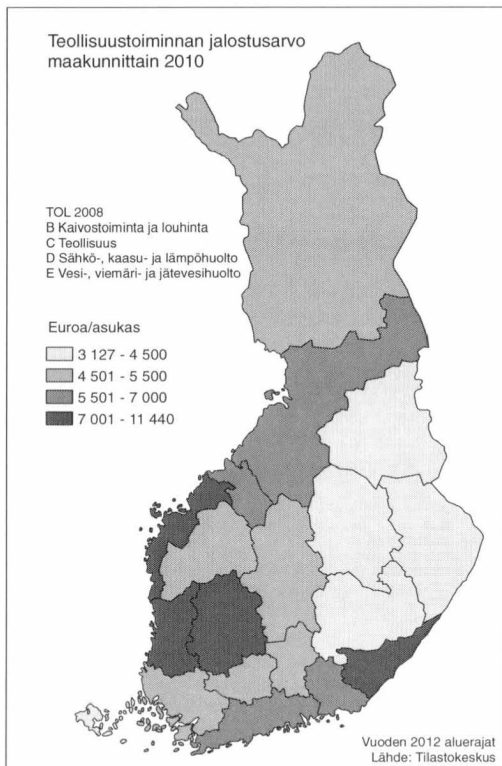 Teollisuustoiminnan jalostusarvo
maakunnittain 2010
TOL 2008
B Kaivostoiminta ja louhinta
C Teollisuus
D Sähkö-, kaasu- ja lämpöhuolto
E Vesi-, viemäri- ja jätevesihuolto
Euroa/asukas
3 127 - 4 500
4 501 - 5 500
5 501 - 7 000
7 001 - 11 440
Vuoden 2012 aluerajat
Lähde: Tilastokeskus